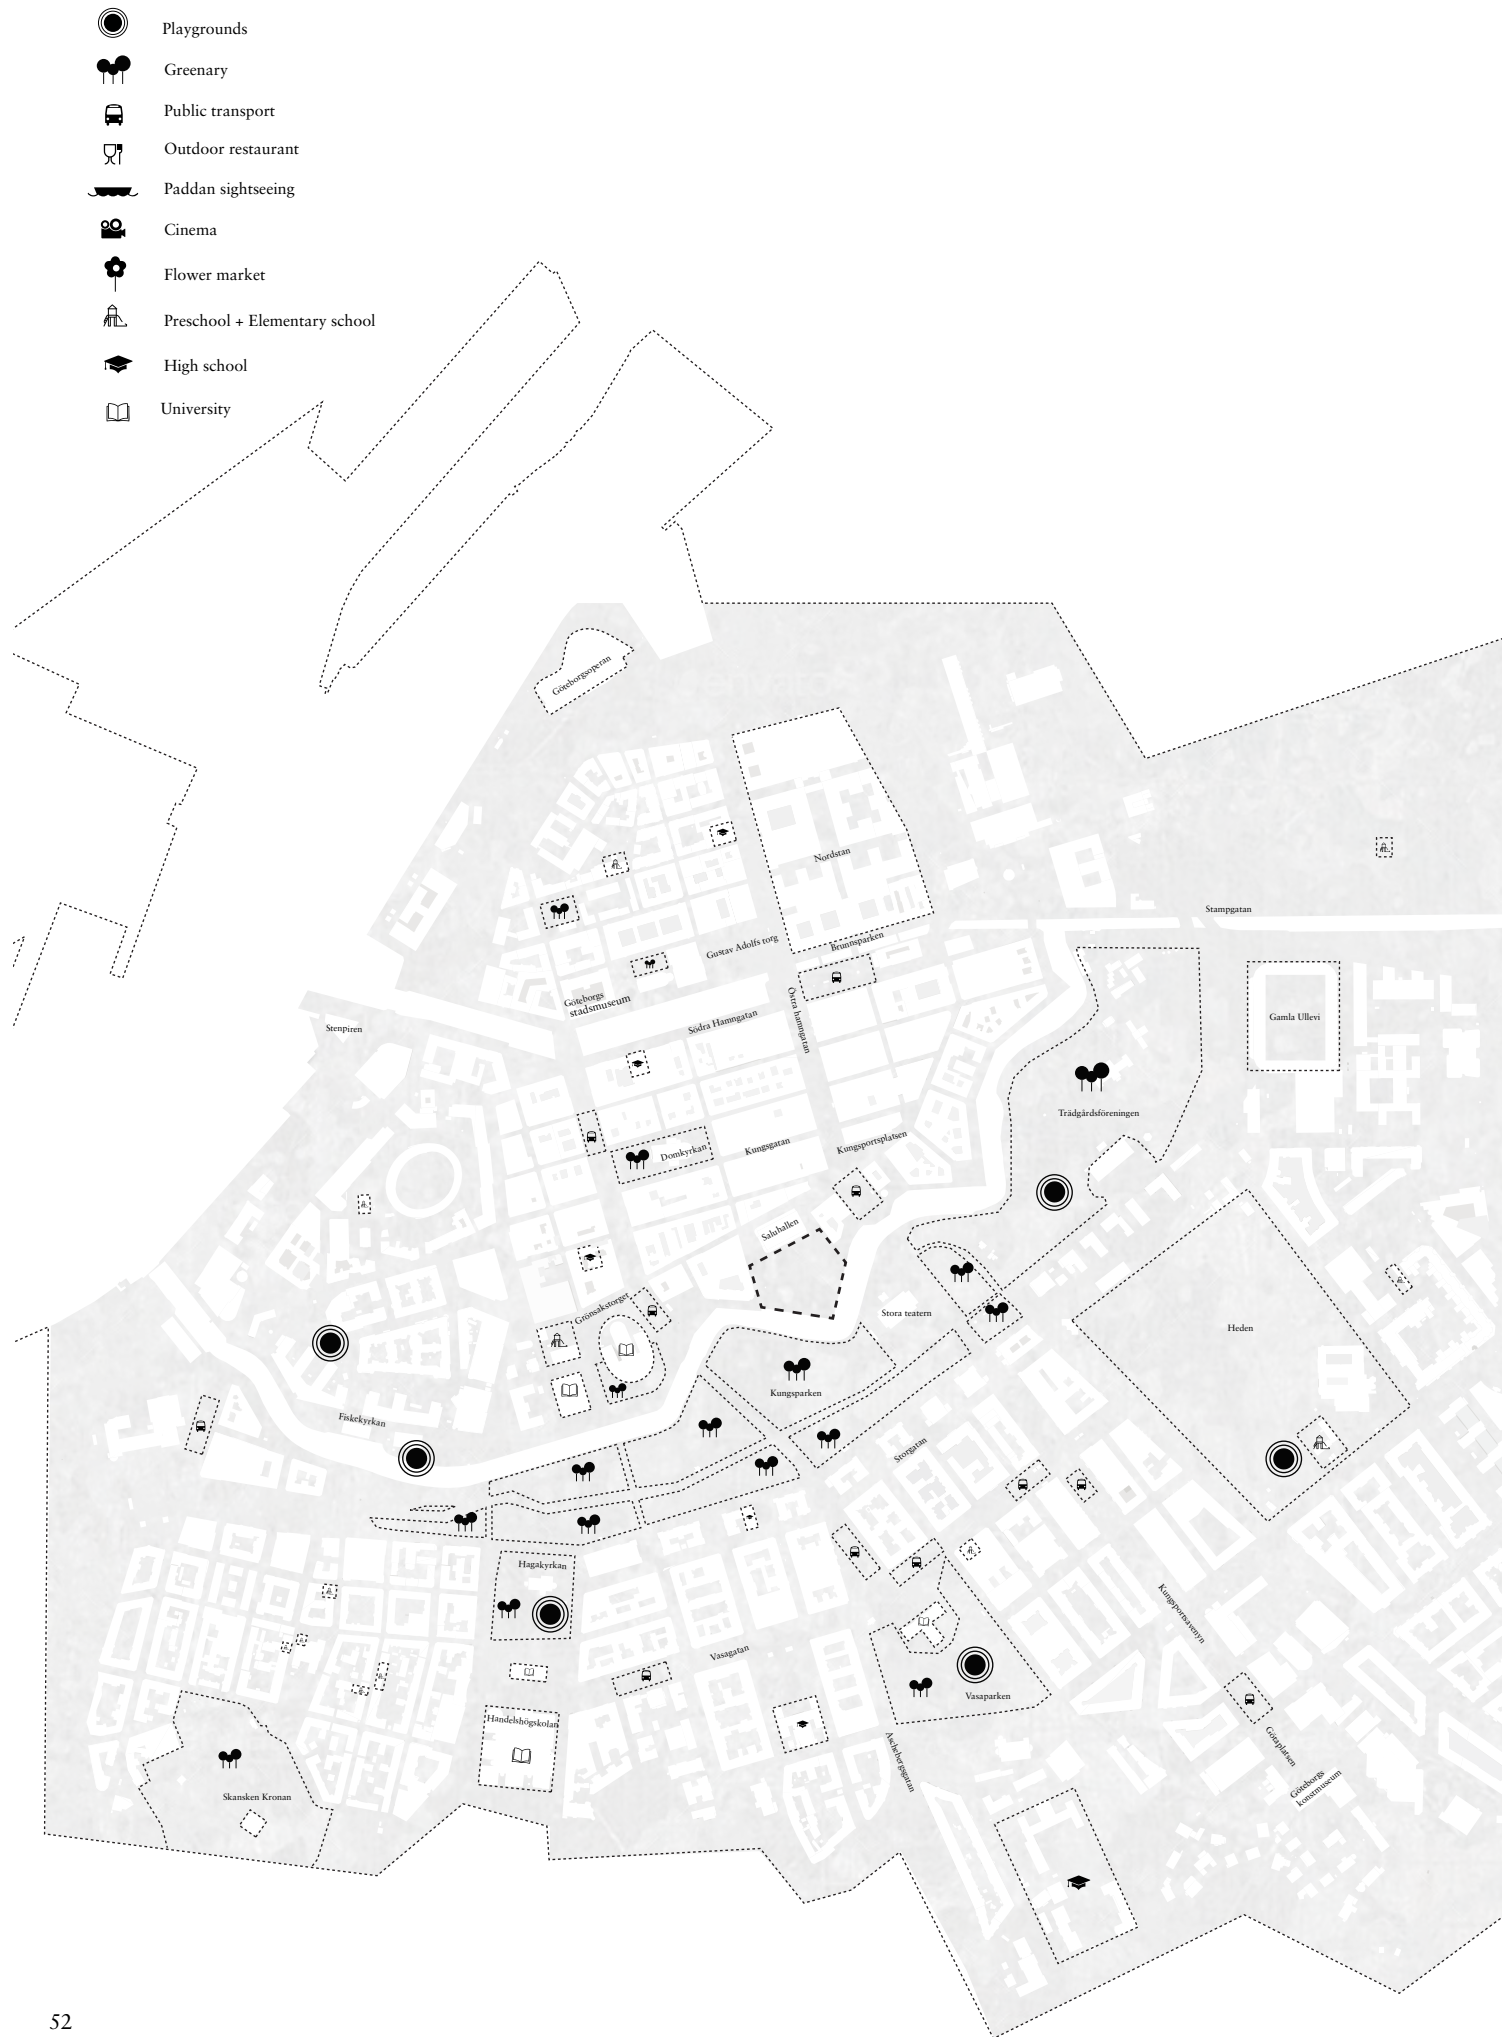 Playgrounds
Greenary
Public transport
Outdoor restaurant
Paddan sightseeing
Cinema
Flower market
Preschool + Elementary school
High school
University
Göteborgsoperan
Nordstan
Stampgatan
Gustav Adolfs torg
Brunnsparken
Göteborgs
stadsmuseum
Östra hamngatan
Södra Hamngatan
Stenpiren
Gamla Ullevi
Trädgårdsföreningen
Domkyrkan
Kungsgatan
Kungsportsplatsen
Saluhallen
Grönsakstorget
Stora teatern
Heden
Kungsparken
Fiskekyrkan
Storgatan
Hagakyrkan
Kungsportsavenyn
Vasagatan
Vasaparken
Handelshögskolan
Aschebergsgatan
Götaplatsen
Göteborgs
konstmuseum
Skansken Kronan
52